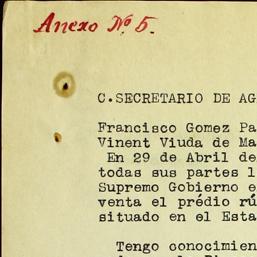 Anexo Nº 5.
C.SECRETARIO DE AG
Francisco Gomez Pa
Vinent Viuda de Ma
En 29 de Abril de
todas sus partes l
Supremo Gobierno e
venta el prédio rú
situado en el Esta
Tengo conocimien